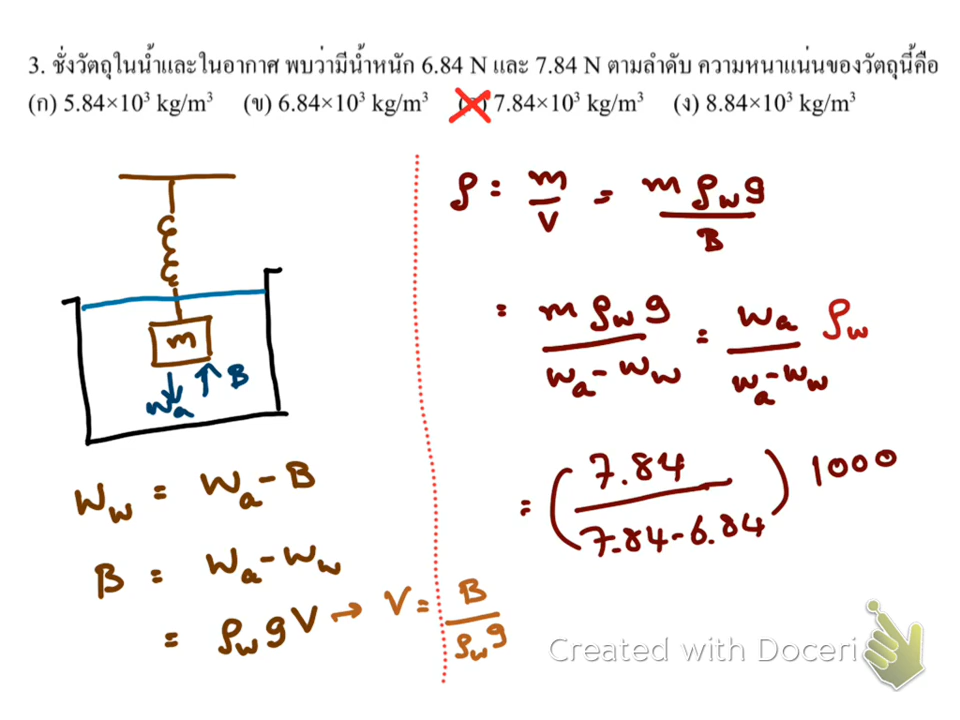 3. ชั่งวัตถุในน้ำและในอากาศ พบว่ามีน้ำหนัก 6.84 N และ 7.84 N ตามลำดับ ความหนาแน่นของวัตถุนี้คือ
(ก) 5.84×10³ kg/m³ (ข) 6.84×10³ kg/m³ 7.84×10³ kg/m³ (ง) 8.84×10³ kg/m³
m
B
Wa
Ww = Wa - B
B = Wa - Ww
= ρw g V → V = B / ρw g
ρ = m / V = m ρw g / B
= m ρw g / Wa - Ww = Wa / Wa - Ww ρw
= (7.84 / 7.84 - 6.84) 1000
Created with Doceri